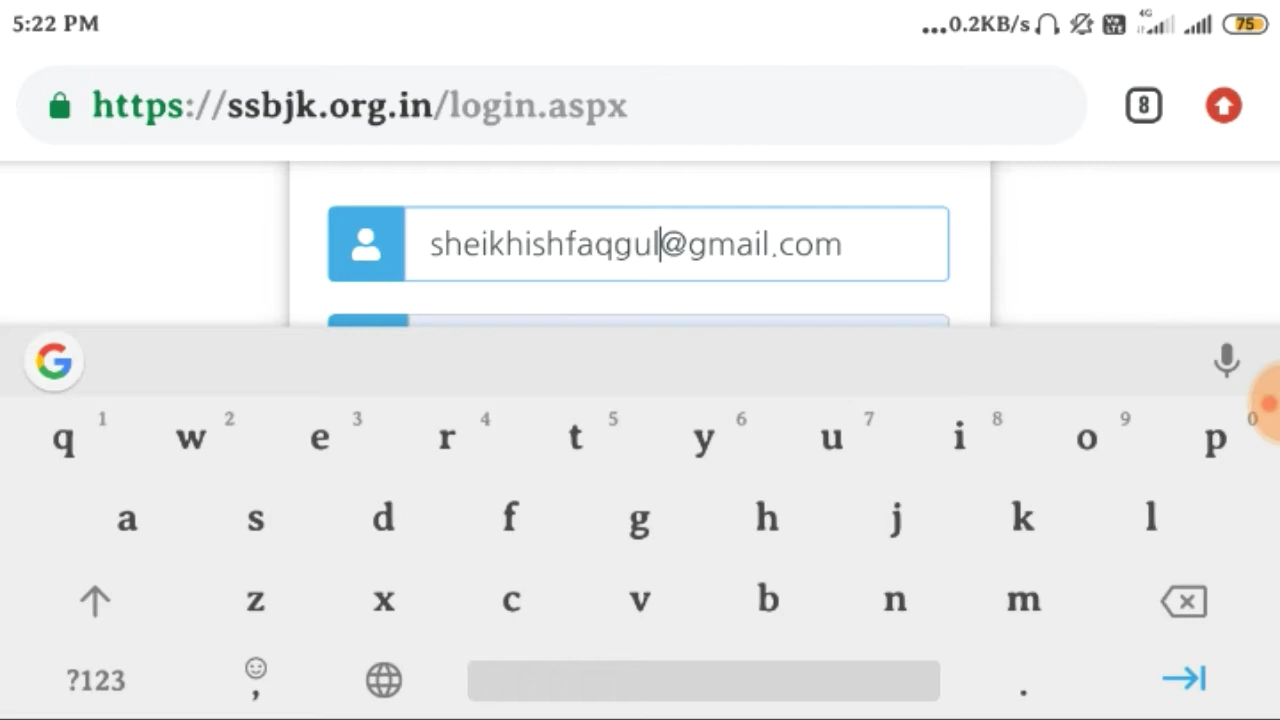 5:22 PM ...0.2KB/s 4G 75
https://ssbjk.org.in/login.aspx 8
sheikhishfaqgul@gmail.com
G
q 1 w 2 e 3 r 4 t 5 y 6 u 7 i 8 o 9 p 0
a s d f g h j k l
z x c v b n m
?123 , .